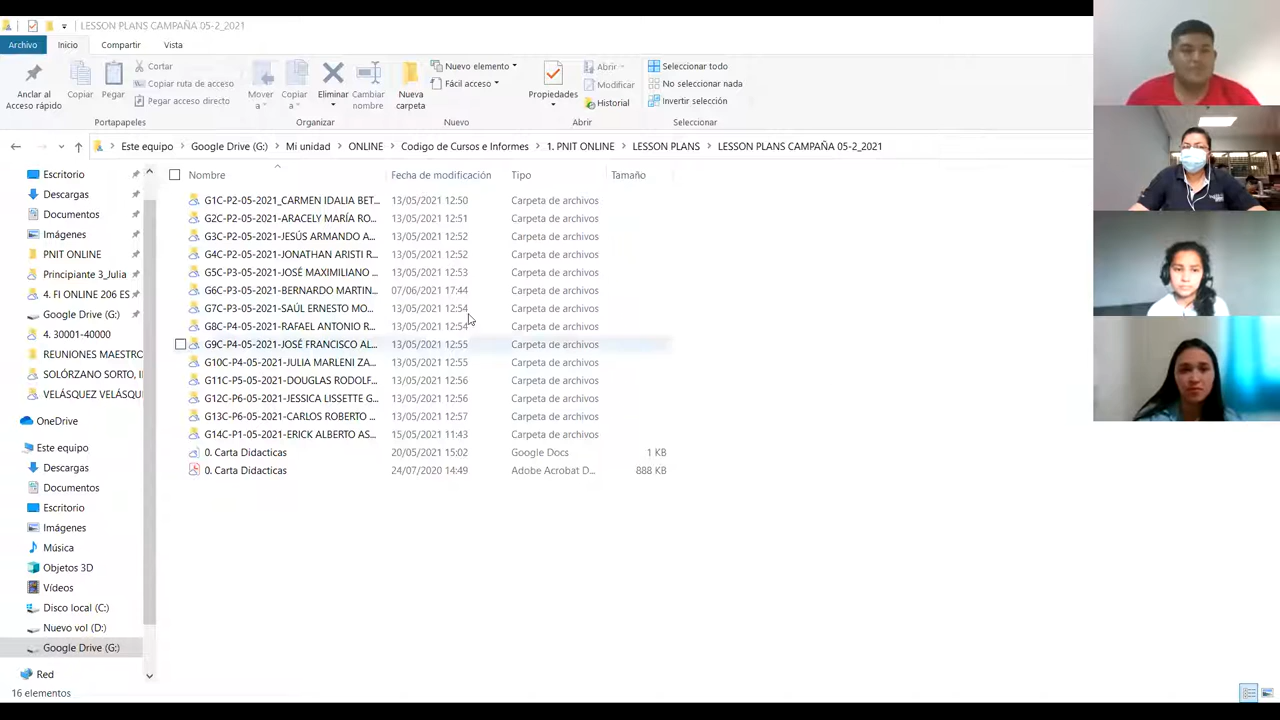 LESSON PLANS CAMPAÑA 05-2_2021
Archivo Inicio Compartir Vista
Anclar al Acceso rápido
Copiar
Pegar
Cortar
Copiar ruta de acceso
Pegar acceso directo
Portapapeles
Mover a
Copiar a
Eliminar
Cambiar nombre
Organizar
Nueva carpeta
Nuevo elemento
Fácil acceso
Nuevo
Propiedades
Abrir
Modificar
Historial
Abrir
Seleccionar todo
No seleccionar nada
Invertir selección
Seleccionar
Este equipo > Google Drive (G:) > Mi unidad > ONLINE > Codigo de Cursos e Informes > 1. PNIT ONLINE > LESSON PLANS > LESSON PLANS CAMPAÑA 05-2_2021
Escritorio
Descargas
Documentos
Imágenes
PNIT ONLINE
Principiante 3_Julia
4. FI ONLINE 206 ES
Google Drive (G:)
4. 30001-40000
REUNIONES MAESTRO
SOLÓRZANO SORTO, I
VELÁSQUEZ VELÁSQU
OneDrive
Este equipo
Descargas
Documentos
Escritorio
Imágenes
Música
Objetos 3D
Vídeos
Disco local (C:)
Nuevo vol (D:)
Google Drive (G:)
Red
Nombre Fecha de modificación Tipo Tamaño
G1C-P2-05-2021_CARMEN IDALIA BET... 13/05/2021 12:50 Carpeta de archivos
G2C-P2-05-2021-ARACELY MARÍA RO... 13/05/2021 12:51 Carpeta de archivos
G3C-P2-05-2021-JESÚS ARMANDO A... 13/05/2021 12:52 Carpeta de archivos
G4C-P2-05-2021-JONATHAN ARISTI R... 13/05/2021 12:52 Carpeta de archivos
G5C-P3-05-2021-JOSÉ MAXIMILIANO ... 13/05/2021 12:53 Carpeta de archivos
G6C-P3-05-2021-BERNARDO MARTIN... 07/06/2021 17:44 Carpeta de archivos
G7C-P3-05-2021-SAÚL ERNESTO MO... 13/05/2021 12:54 Carpeta de archivos
G8C-P4-05-2021-RAFAEL ANTONIO R... 13/05/2021 12:54 Carpeta de archivos
G9C-P4-05-2021-JOSÉ FRANCISCO AL... 13/05/2021 12:55 Carpeta de archivos
G10C-P4-05-2021-JULIA MARLENI ZA... 13/05/2021 12:55 Carpeta de archivos
G11C-P5-05-2021-DOUGLAS RODOLF... 13/05/2021 12:56 Carpeta de archivos
G12C-P6-05-2021-JESSICA LISSETTE G... 13/05/2021 12:56 Carpeta de archivos
G13C-P6-05-2021-CARLOS ROBERTO ... 13/05/2021 12:57 Carpeta de archivos
G14C-P1-05-2021-ERICK ALBERTO AS... 15/05/2021 11:43 Carpeta de archivos
0. Carta Didacticas 20/05/2021 15:02 Google Docs 1 KB
0. Carta Didacticas 24/07/2020 14:49 Adobe Acrobat D... 888 KB
16 elementos